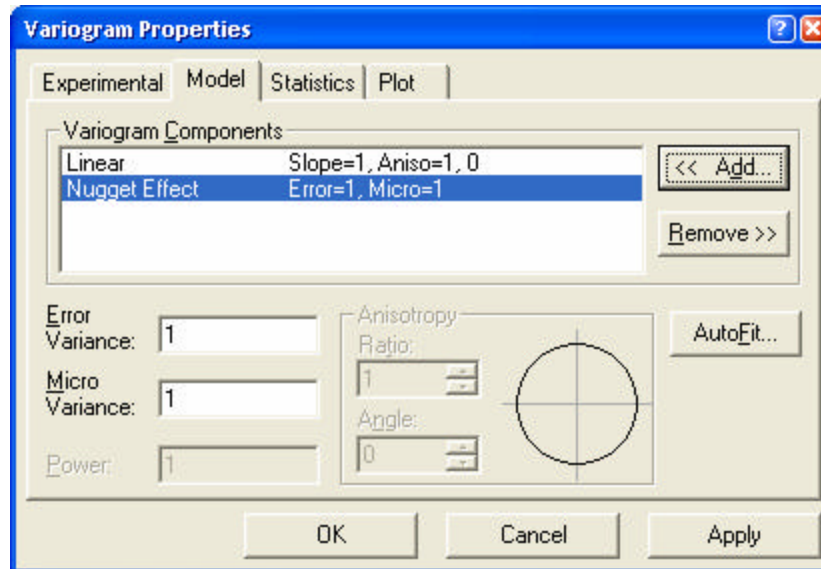 Variogram Properties
Experimental Model Statistics Plot
Variogram Components
Linear Slope=1, Aniso=1, 0
Nugget Effect Error=1, Micro=1
<< Add...
Remove >>
Error
Variance: 1
Micro
Variance: 1
Power: 1
Anisotropy
Ratio:
1
Angle:
0
AutoFit...
OK Cancel Apply